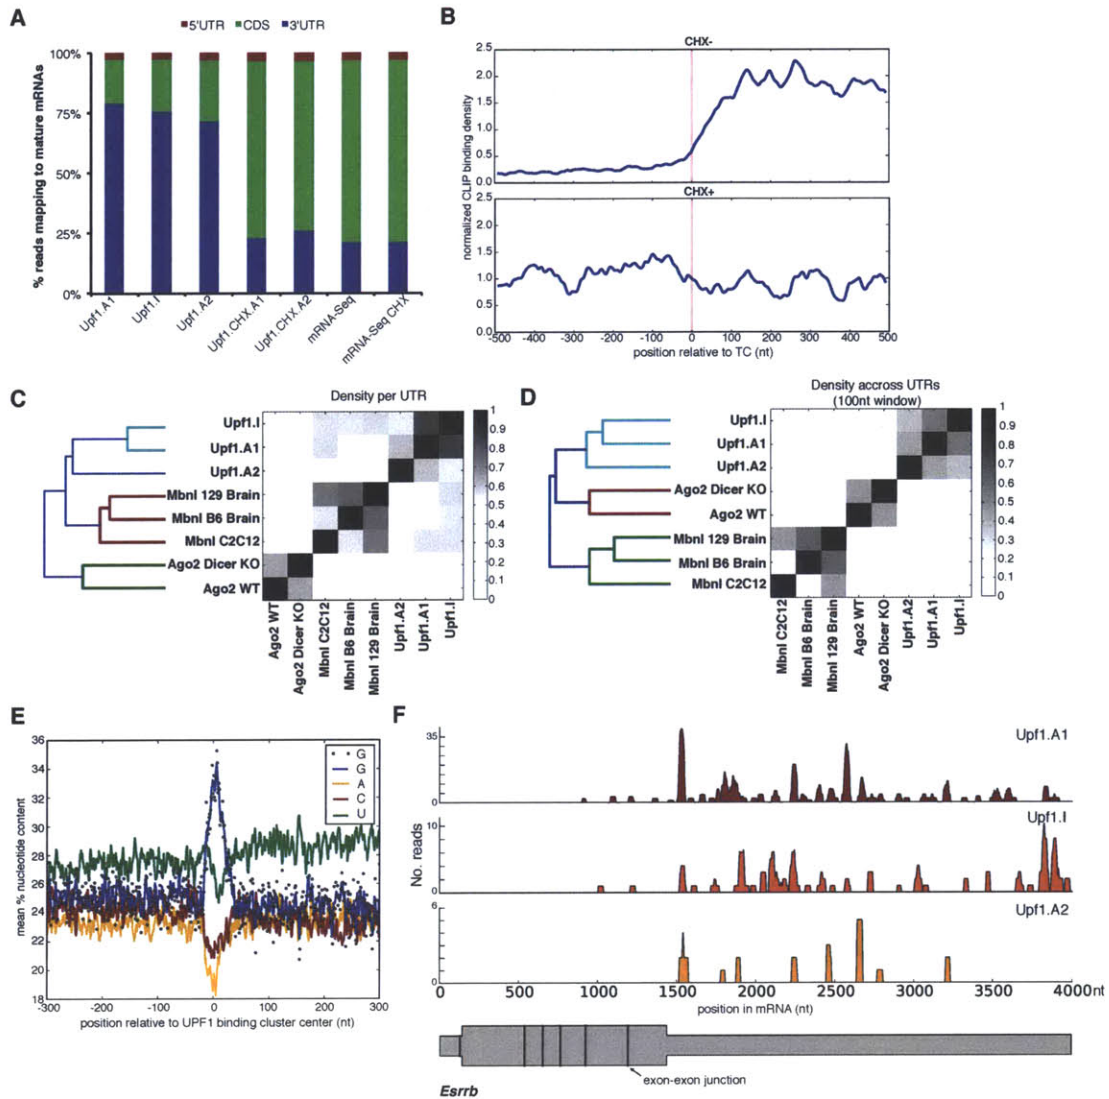 A
5'UTR CDS 3'UTR
% reads mapping to mature mRNAs
100%
75%
50%
25%
0%
Upf1.A1
Upf1.I
Upf1.A2
Upf1.CHX.A1
Upf1.CHX.A2
mRNA-Seq
mRNA-Seq CHX
B
CHX-
normalized CLIP binding density
2.5
2.0
1.5
1.0
0.5
0.0
CHX+
2.5
2.0
1.5
1.0
0.5
0.0
-500 -400 -300 -200 -100 0 100 200 300 400 500
position relative to TC (nt)
C
Density per UTR
Upf1.I
Upf1.A1
Upf1.A2
Mbnl 129 Brain
Mbnl B6 Brain
Mbnl C2C12
Ago2 Dicer KO
Ago2 WT
Ago2 WT
Ago2 Dicer KO
Mbnl C2C12
Mbnl B6 Brain
Mbnl 129 Brain
Upf1.A2
Upf1.A1
Upf1.I
1
0.9
0.8
0.7
0.6
0.5
0.4
0.3
0.2
0.1
0
D
Density accross UTRs
(100nt window)
Upf1.I
Upf1.A1
Upf1.A2
Ago2 Dicer KO
Ago2 WT
Mbnl 129 Brain
Mbnl B6 Brain
Mbnl C2C12
Mbnl C2C12
Mbnl B6 Brain
Mbnl 129 Brain
Ago2 WT
Ago2 Dicer KO
Upf1.A2
Upf1.A1
Upf1.I
1
0.9
0.8
0.7
0.6
0.5
0.4
0.3
0.2
0.1
0
E
mean % nucleotide content
36
34
32
30
28
26
24
22
20
18
G
G
A
C
U
-300 -200 -100 0 100 200 300
position relative to UPF1 binding cluster center (nt)
F
No. reads
35
0
Upf1.A1
10
0
Upf1.I
6
0
Upf1.A2
0 500 1000 1500 2000 2500 3000 3500 4000nt
position in mRNA (nt)
exon-exon junction
Esrrb